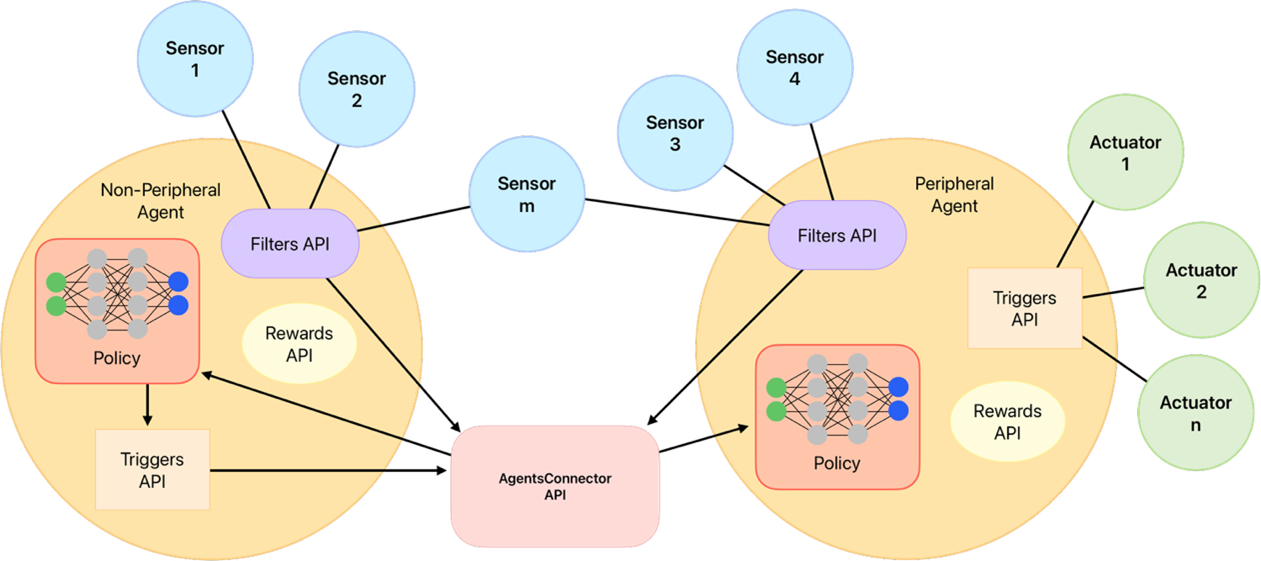 Sensor
1
Sensor
2
Sensor
m
Sensor
3
Sensor
4
Non-Peripheral
Agent
Filters API
Policy
Rewards
API
Triggers
API
AgentsConnector
API
Peripheral
Agent
Filters API
Triggers
API
Policy
Rewards
API
Actuator
1
Actuator
2
Actuator
n